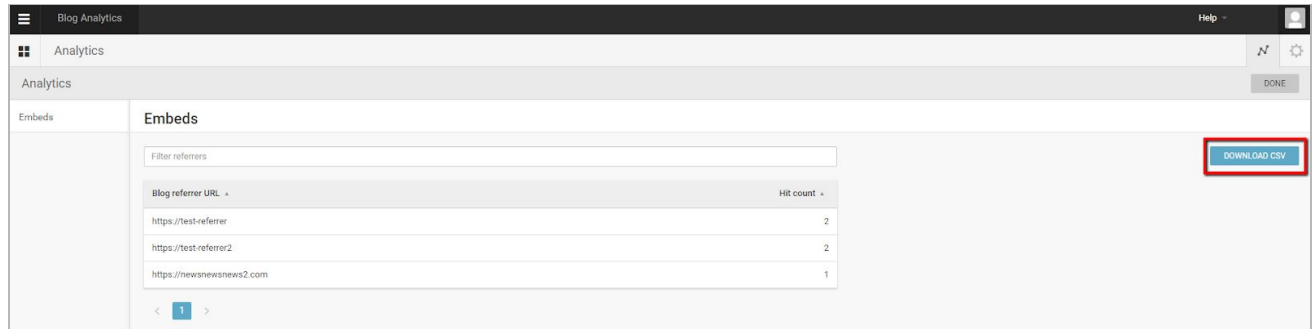 Blog Analytics Help
Analytics
Analytics DONE
Embeds Embeds
Filter referrers DOWNLOAD CSV
Blog referrer URL Hit count
https://test-referrer 2
https://test-referrer2 2
https://newsnewsnews2.com 1
< 1 >